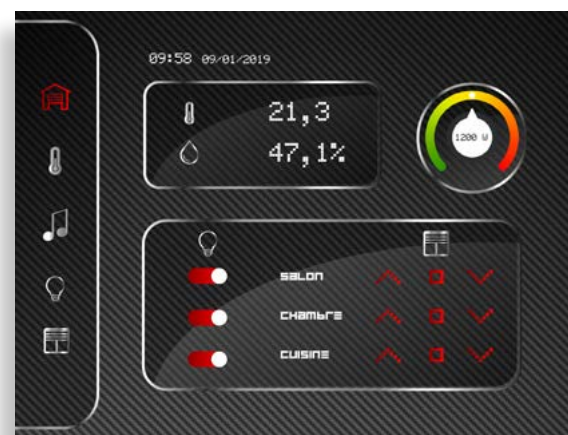 09:58 09/01/2019
21,3
47,1%
1200 W
SALON
CHAMBRE
CUISINE